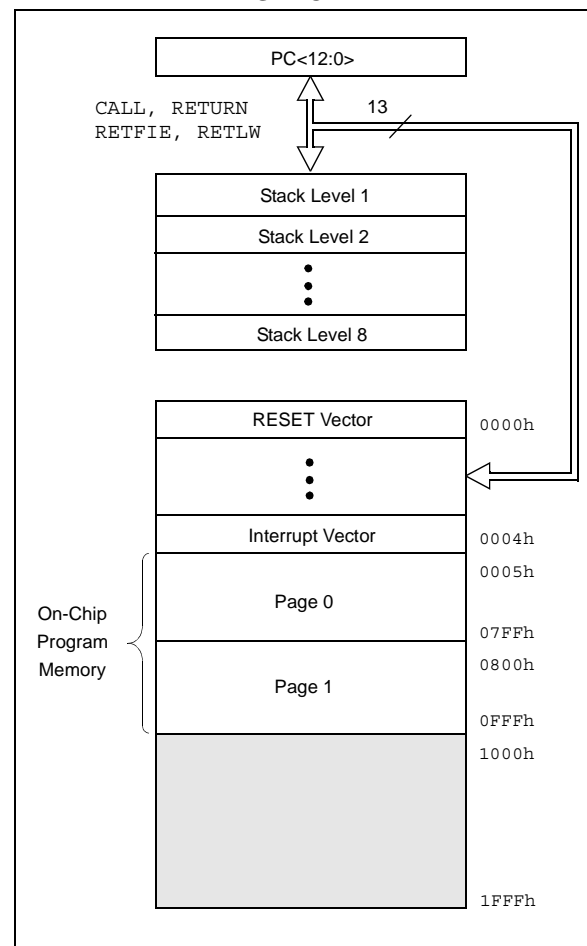 PC<12:0>
CALL, RETURN
RETFIE, RETLW
13
Stack Level 1
Stack Level 2
Stack Level 8
RESET Vector
0000h
Interrupt Vector
0004h
0005h
On-Chip
Program
Memory
Page 0
07FFh
0800h
Page 1
0FFFh
1000h
1FFFh